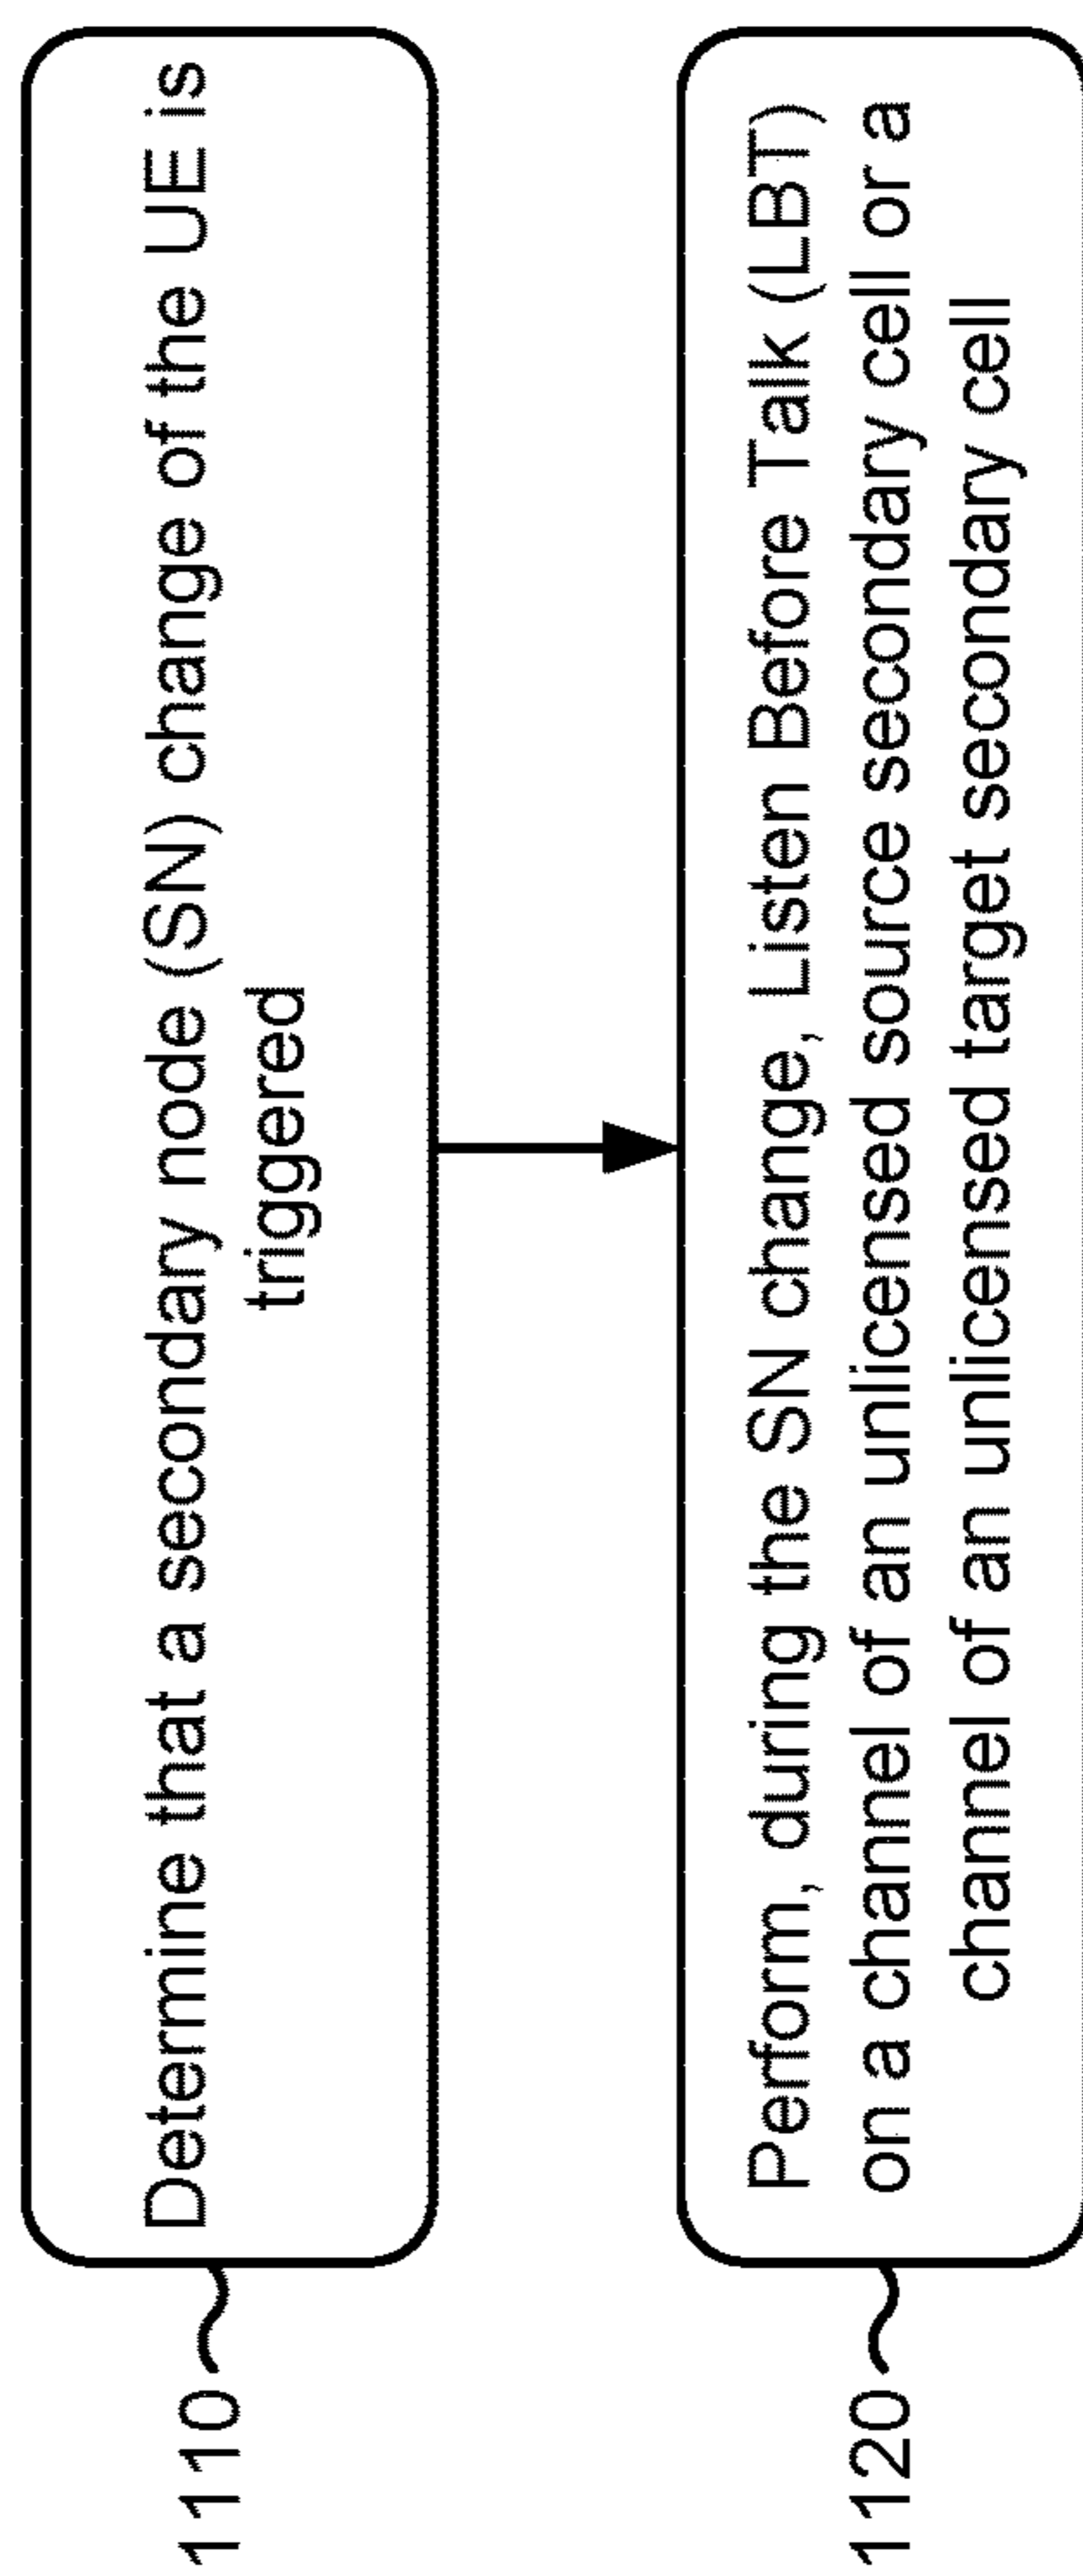 1110
Determine that a secondary node (SN) change of the UE is
triggered
1120
Perform, during the SN change, Listen Before Talk (LBT)
on a channel of an unlicensed source secondary cell or a
channel of an unlicensed target secondary cell